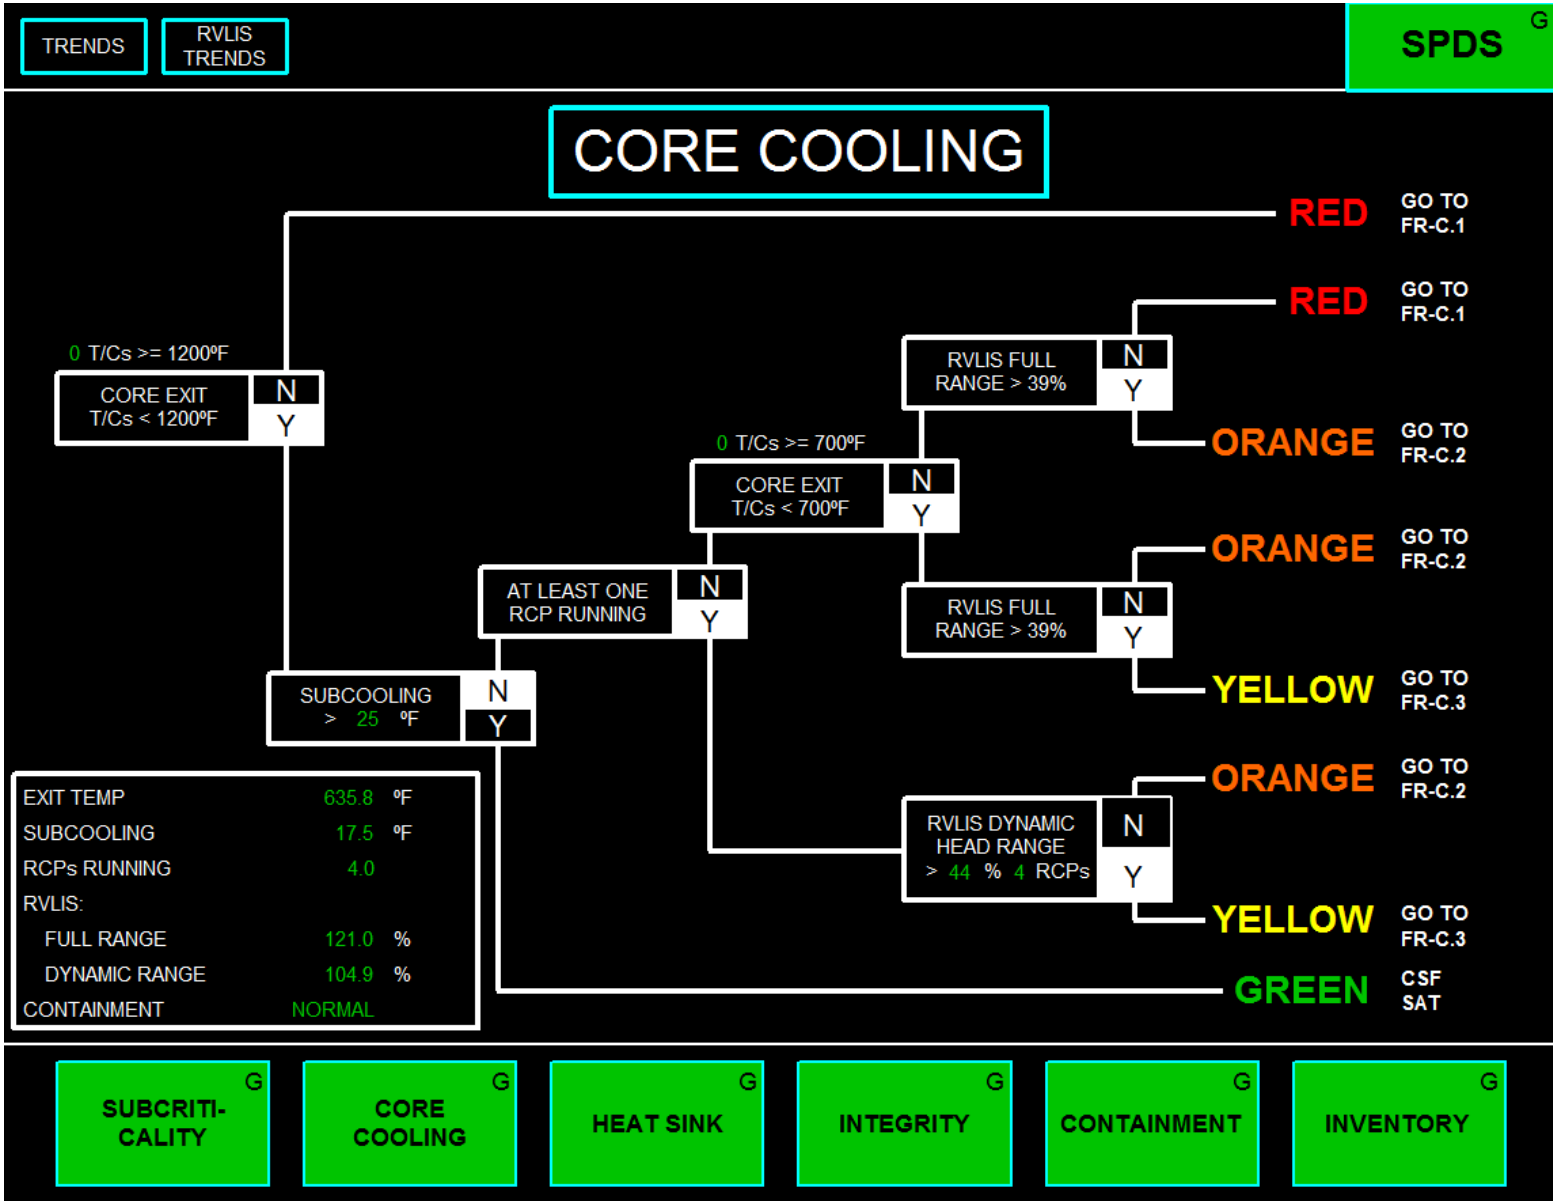 TRENDS
RVLIS
TRENDS
SPDS
G
CORE COOLING
RED
GO TO
FR-C.1
RED
GO TO
FR-C.1
0 T/Cs >= 1200ºF
CORE EXIT
T/Cs < 1200ºF
N
Y
RVLIS FULL
RANGE > 39%
N
Y
ORANGE
GO TO
FR-C.2
0 T/Cs >= 700ºF
CORE EXIT
T/Cs < 700ºF
N
Y
ORANGE
GO TO
FR-C.2
AT LEAST ONE
RCP RUNNING
N
Y
RVLIS FULL
RANGE > 39%
N
Y
SUBCOOLING
> 25 ºF
N
Y
YELLOW
GO TO
FR-C.3
ORANGE
GO TO
FR-C.2
RVLIS DYNAMIC
HEAD RANGE
> 44 % 4 RCPs
N
Y
YELLOW
GO TO
FR-C.3
GREEN
CSF
SAT
EXIT TEMP 635.8 ºF
SUBCOOLING 17.5 ºF
RCPs RUNNING 4.0
RVLIS:
FULL RANGE 121.0 %
DYNAMIC RANGE 104.9 %
CONTAINMENT NORMAL
G
SUBCRITI-
CALITY
G
CORE
COOLING
G
HEAT SINK
G
INTEGRITY
G
CONTAINMENT
G
INVENTORY